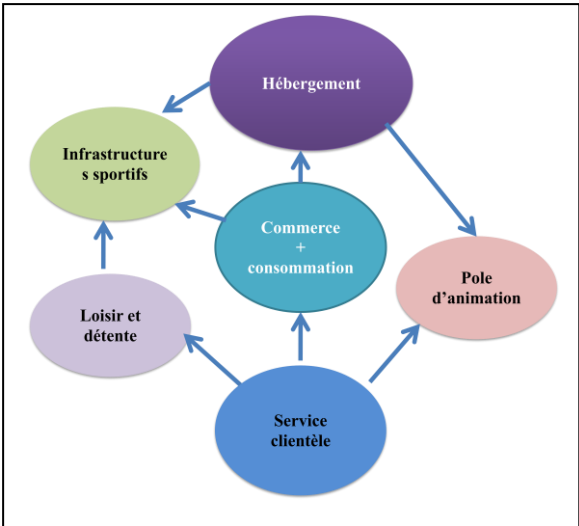 Hébergement
Infrastructure
s sportifs
Commerce
+
consommation
Pole
d'animation
Loisir et
détente
Service
clientèle